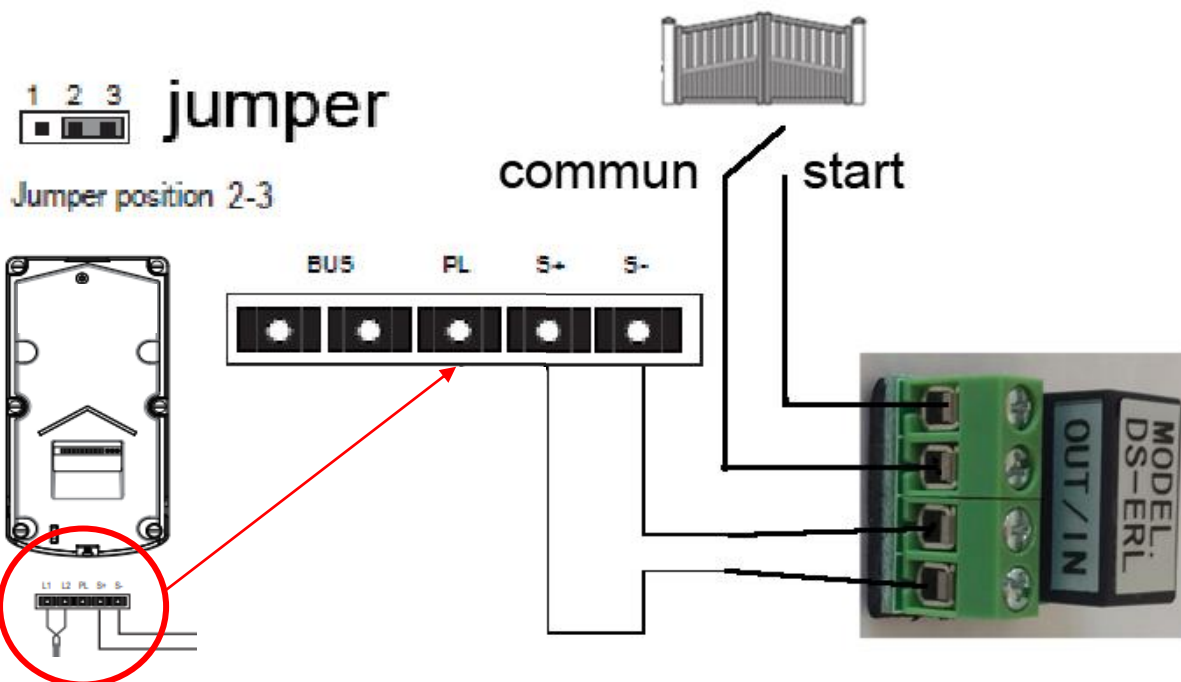 1 2 3
jumper
Jumper position 2-3
commun
start
BUS PL S+ S-
L1 L2 PL S+ S-
MODEL:
DS-ERL
OUT/IN